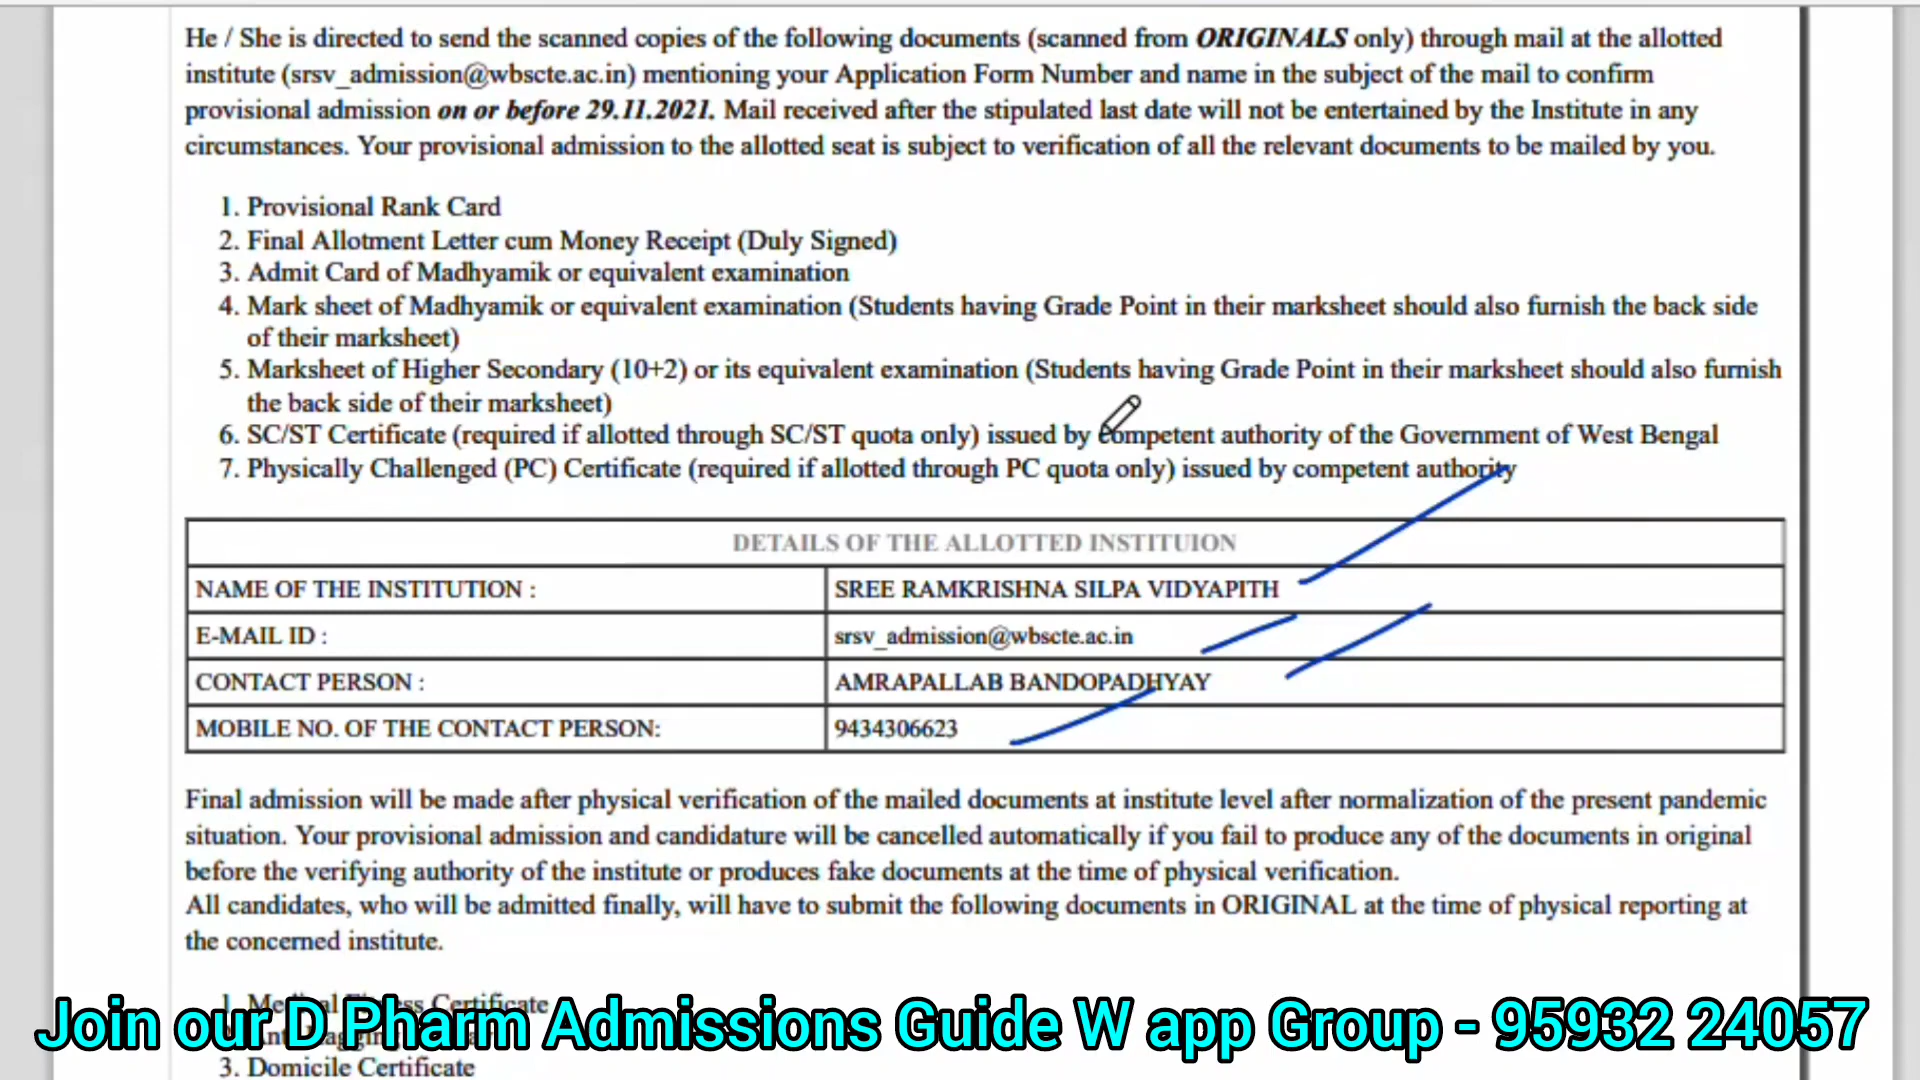 He / She is directed to send the scanned copies of the following documents (scanned from ORIGINALS only) through mail at the allotted
institute (srsv_admission@wbscte.ac.in) mentioning your Application Form Number and name in the subject of the mail to confirm
provisional admission on or before 29.11.2021. Mail received after the stipulated last date will not be entertained by the Institute in any
circumstances. Your provisional admission to the allotted seat is subject to verification of all the relevant documents to be mailed by you.
1. Provisional Rank Card
2. Final Allotment Letter cum Money Receipt (Duly Signed)
3. Admit Card of Madhyamik or equivalent examination
4. Mark sheet of Madhyamik or equivalent examination (Students having Grade Point in their marksheet should also furnish the back side
of their marksheet)
5. Marksheet of Higher Secondary (10+2) or its equivalent examination (Students having Grade Point in their marksheet should also furnish
the back side of their marksheet)
6. SC/ST Certificate (required if allotted through SC/ST quota only) issued by competent authority of the Government of West Bengal
7. Physically Challenged (PC) Certificate (required if allotted through PC quota only) issued by competent authority
DETAILS OF THE ALLOTTED INSTITUION
NAME OF THE INSTITUTION : SREE RAMKRISHNA SILPA VIDYAPITH
E-MAIL ID : srsv_admission@wbscte.ac.in
CONTACT PERSON : AMRAPALLAB BANDOPADHYAY
MOBILE NO. OF THE CONTACT PERSON: 9434306623
Final admission will be made after physical verification of the mailed documents at institute level after normalization of the present pandemic
situation. Your provisional admission and candidature will be cancelled automatically if you fail to produce any of the documents in original
before the verifying authority of the institute or produces fake documents at the time of physical verification.
All candidates, who will be admitted finally, will have to submit the following documents in ORIGINAL at the time of physical reporting at
the concerned institute.
1. Medical Fitness Certificate
Join our D Pharm Admissions Guide W app Group - 95932 24057
3. Domicile Certificate